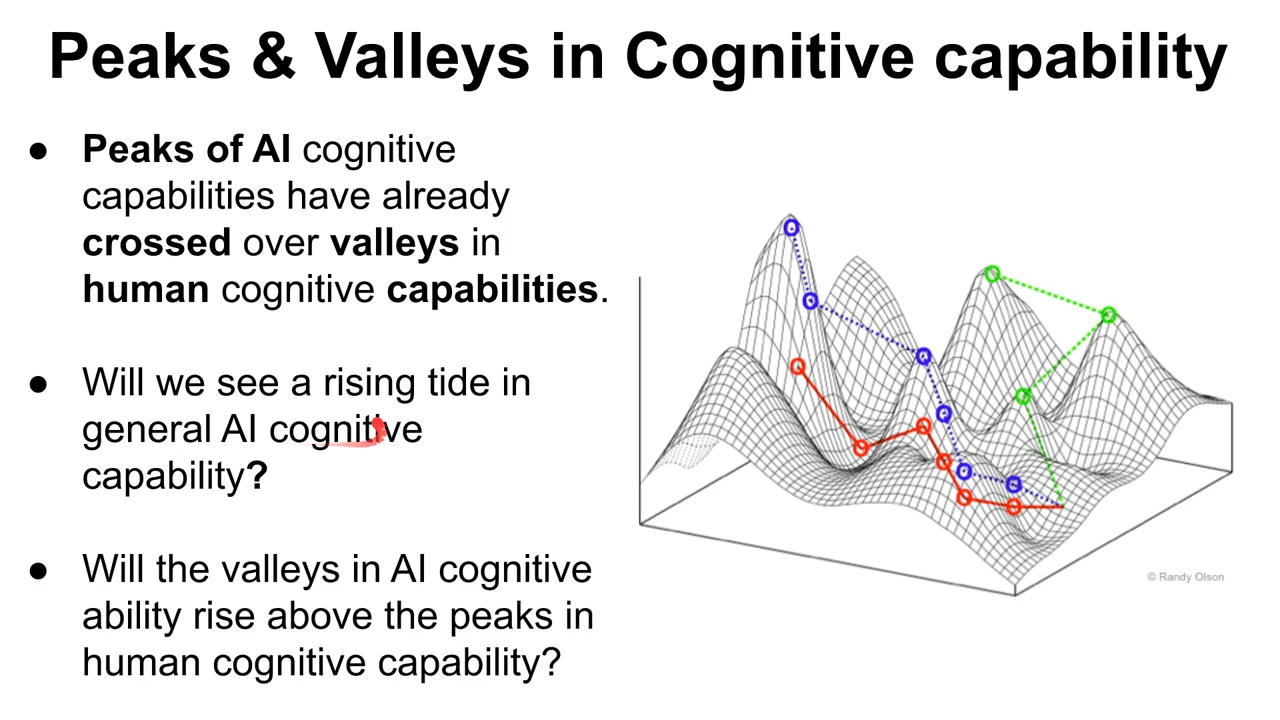 Peaks & Valleys in Cognitive capability
● Peaks of AI cognitive
capabilities have already
crossed over valleys in
human cognitive capabilities.
● Will we see a rising tide in
general AI cognitive
capability?
● Will the valleys in AI cognitive
ability rise above the peaks in
human cognitive capability?
© Randy Olson